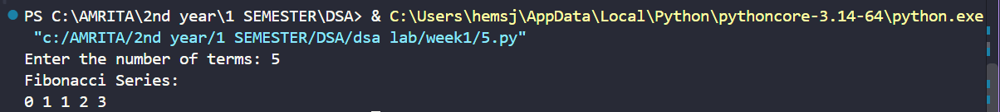 PS C:\AMRITA\2nd year\1 SEMESTER\DSA> & C:\Users\hemsj\AppData\Local\Python\pythoncore-3.14-64\python.exe
"c:/AMRITA/2nd year/1 SEMESTER/DSA/dsa lab/week1/5.py"
Enter the number of terms: 5
Fibonacci Series:
0 1 1 2 3